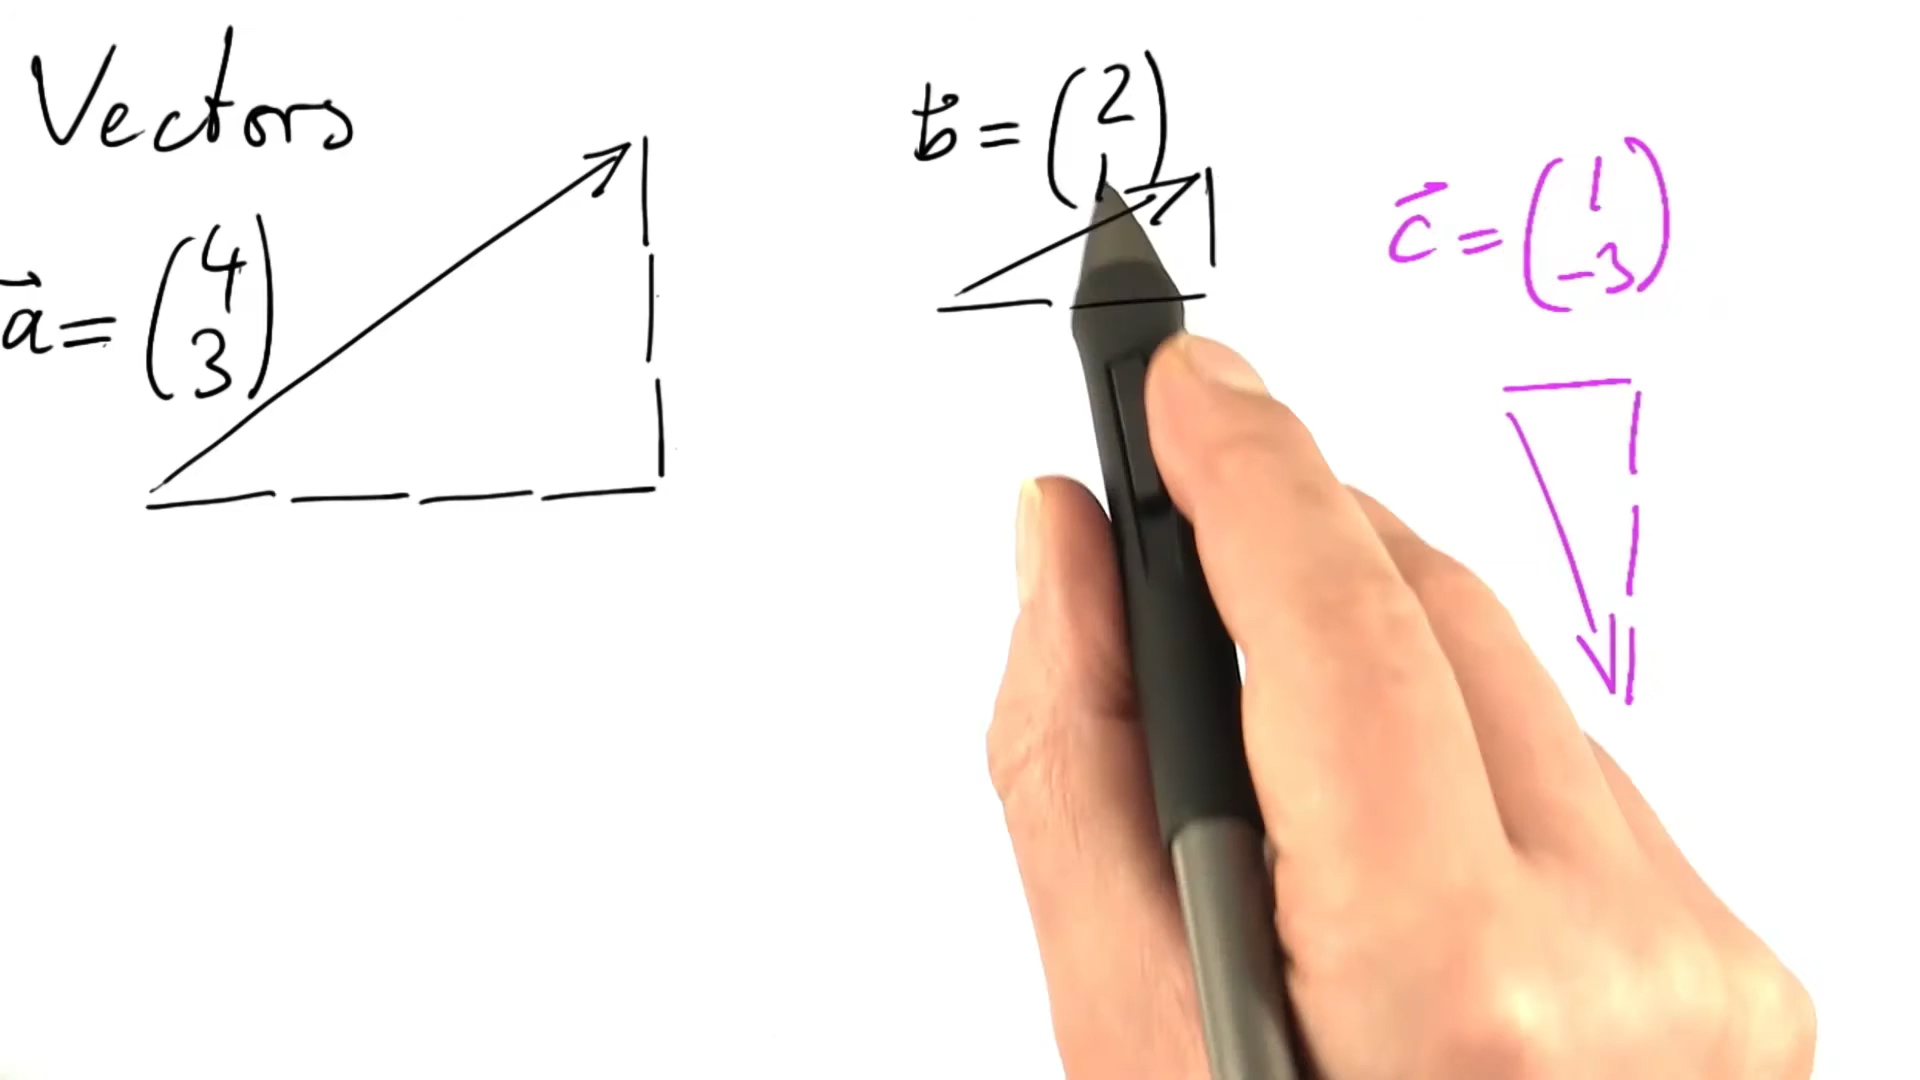 Vectors
a⃗ = (4 3)
b⃗ = (2 1)
c⃗ = (1 -3)